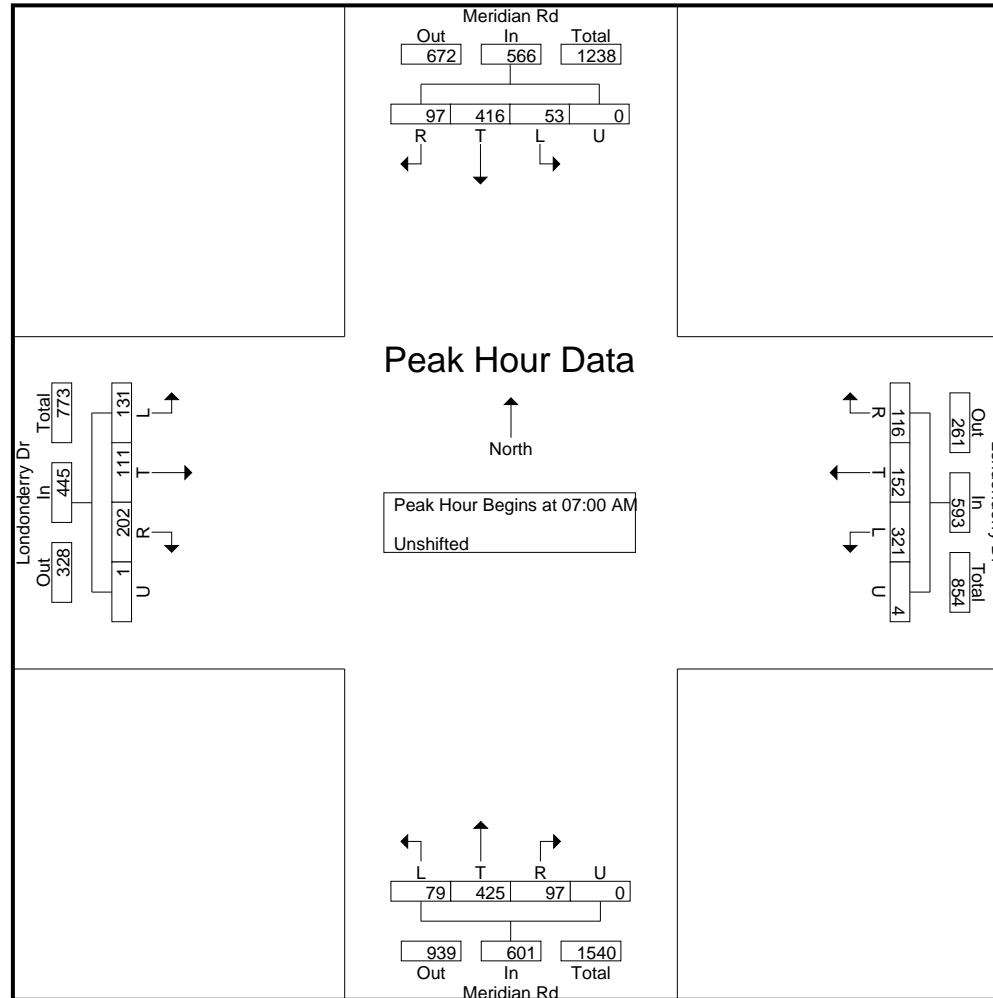 Meridian Rd
Out In Total
672 566 1238
97 416 53 0
R T L U
Peak Hour Data
North
Peak Hour Begins at 07:00 AM
Unshifted
Londonderry Dr
Total In Out
773 445 328
131 111 202 1
L T R U
R T L U
116 152 321 4
Out In Total
261 593 854
L T R U
79 425 97 0
939 601 1540
Out In Total
Meridian Rd